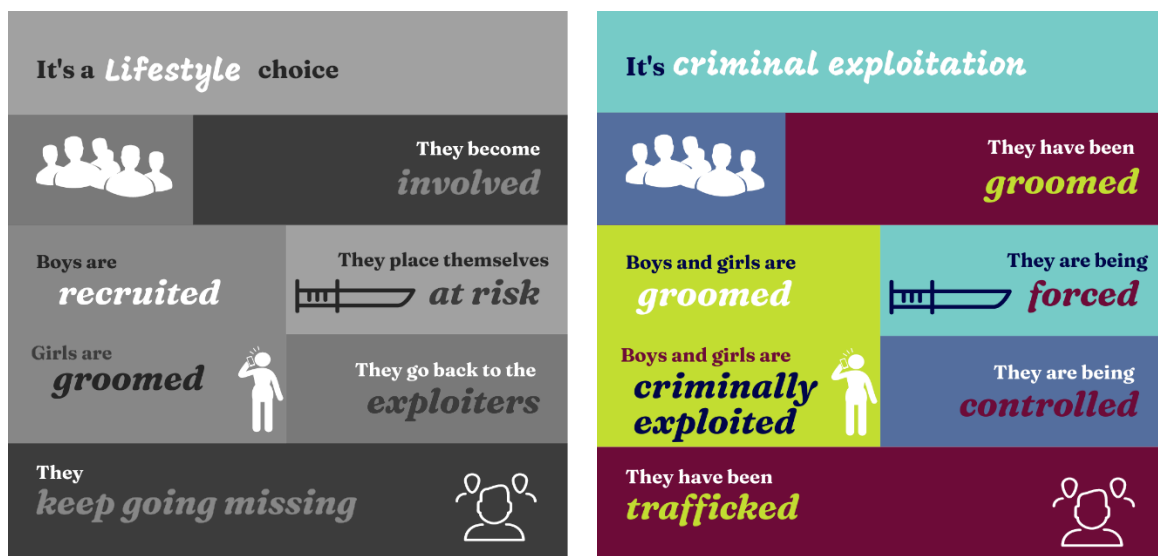 It's a Lifestyle choice
They become
involved
Boys are
recruited
They place themselves
at risk
Girls are
groomed
They go back to the
exploiters
They
keep going missing
It's criminal exploitation
They have been
groomed
Boys and girls are
groomed
They are being
forced
Boys and girls are
criminally
exploited
They are being
controlled
They have been
trafficked